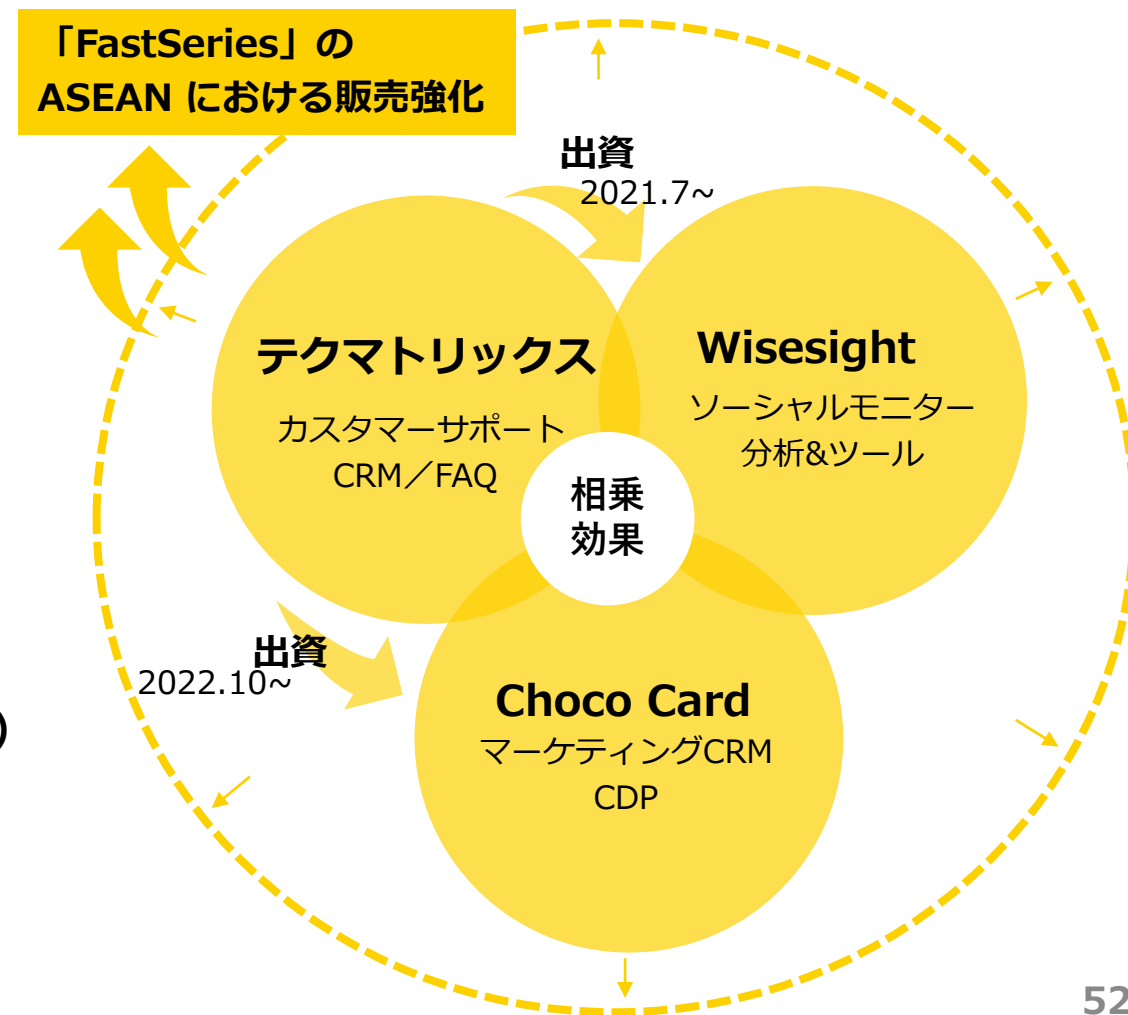 「FastSeries」の
ASEAN における販売強化
出資
2021.7~
テクマトリックス
カスタマーサポート
CRM／FAQ
Wisesight
ソーシャルモニター
分析&ツール
相乗
効果
出資
2022.10~
)
Choco Card
マーケティングCRM
CDP
52